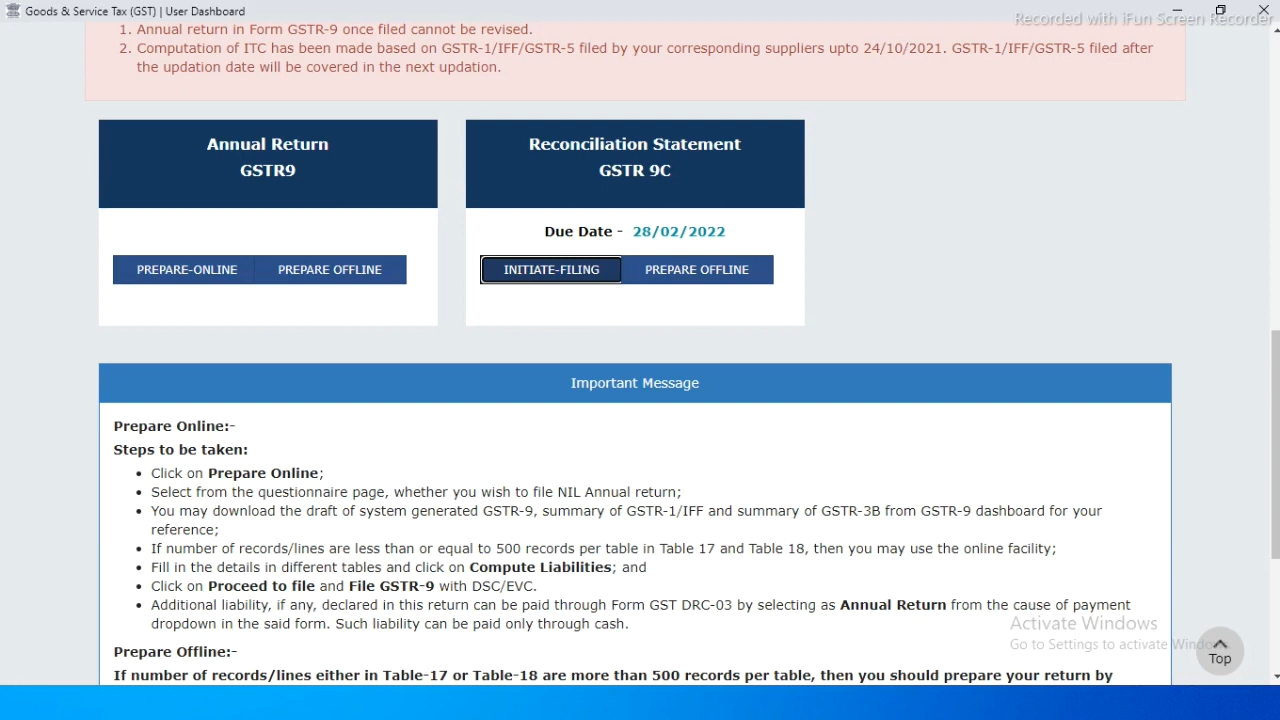 Goods & Service Tax (GST) | User Dashboard
Recorded with iFun Screen Recorder
1. Annual return in Form GSTR-9 once filed cannot be revised.
2. Computation of ITC has been made based on GSTR-1/IFF/GSTR-5 filed by your corresponding suppliers upto 24/10/2021. GSTR-1/IFF/GSTR-5 filed after
the updation date will be covered in the next updation.
Annual Return
GSTR9
PREPARE-ONLINE PREPARE OFFLINE
Reconciliation Statement
GSTR 9C
Due Date - 28/02/2022
INITIATE-FILING PREPARE OFFLINE
Important Message
Prepare Online:-
Steps to be taken:
• Click on Prepare Online;
• Select from the questionnaire page, whether you wish to file NIL Annual return;
• You may download the draft of system generated GSTR-9, summary of GSTR-1/IFF and summary of GSTR-3B from GSTR-9 dashboard for your
reference;
• If number of records/lines are less than or equal to 500 records per table in Table 17 and Table 18, then you may use the online facility;
• Fill in the details in different tables and click on Compute Liabilities; and
• Click on Proceed to file and File GSTR-9 with DSC/EVC.
• Additional liability, if any, declared in this return can be paid through Form GST DRC-03 by selecting as Annual Return from the cause of payment
dropdown in the said form. Such liability can be paid only through cash.
Activate Windows
Go to Settings to activate Windows.
Top
Prepare Offline:-
If number of records/lines either in Table-17 or Table-18 are more than 500 records per table, then you should prepare your return by